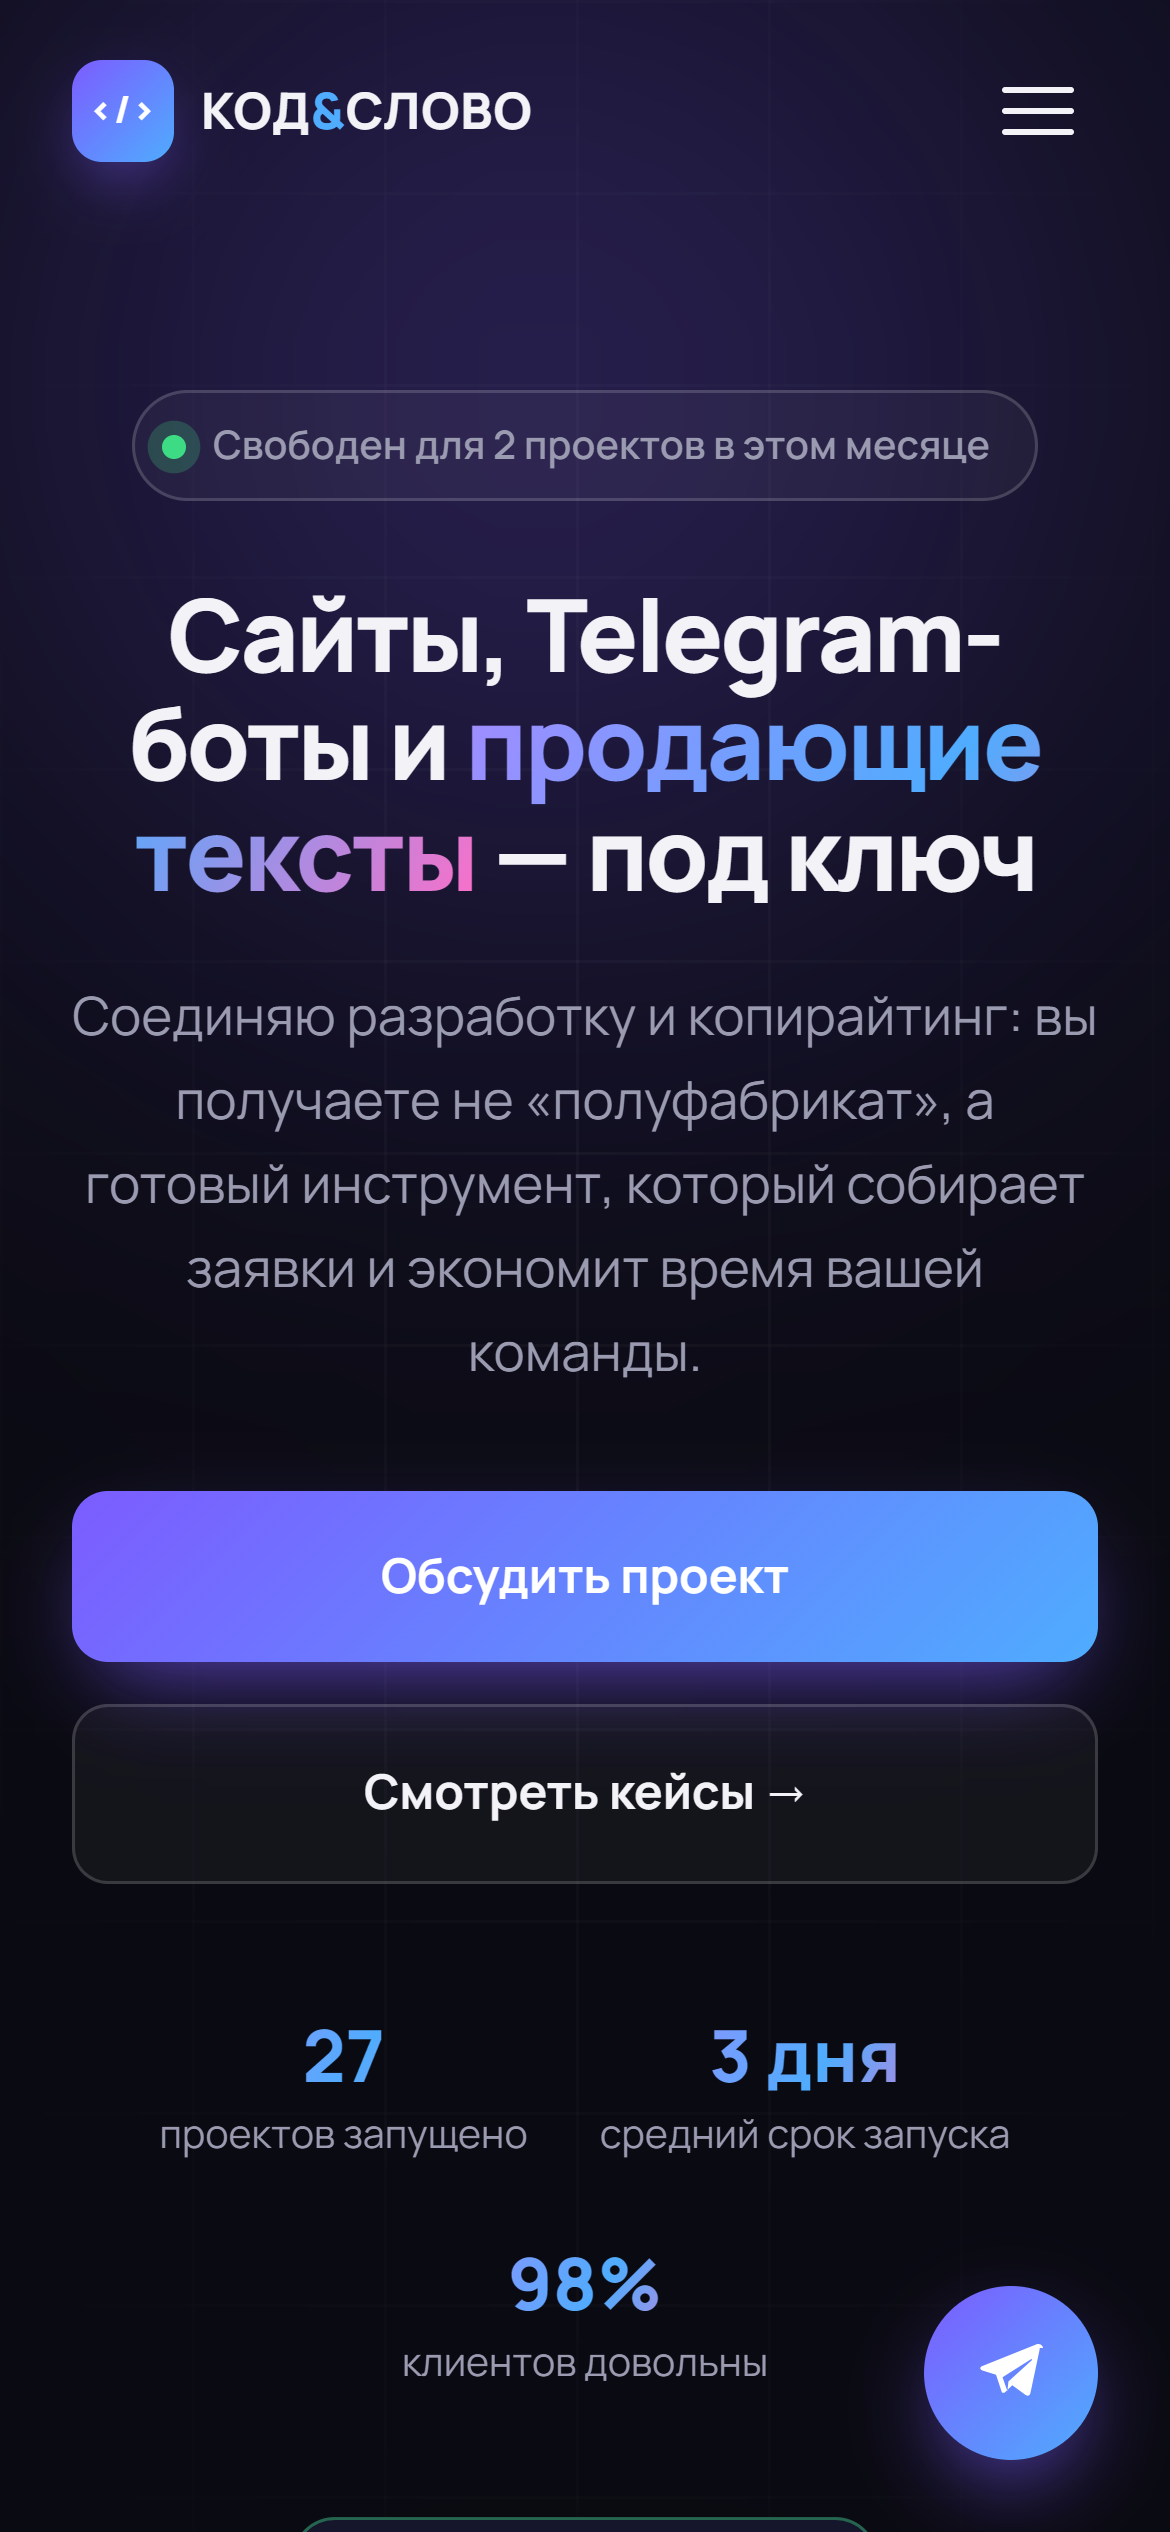 </> КОД&СЛОВО
Свободен для 2 проектов в этом месяце
Сайты, Telegram-
боты и продающие
тексты — под ключ
Соединяю разработку и копирайтинг: вы
получаете не «полуфабрикат», а
готовый инструмент, который собирает
заявки и экономит время вашей
команды.
Обсудить проект
Смотреть кейсы →
27
проектов запущено
3 дня
средний срок запуска
98%
клиентов довольны